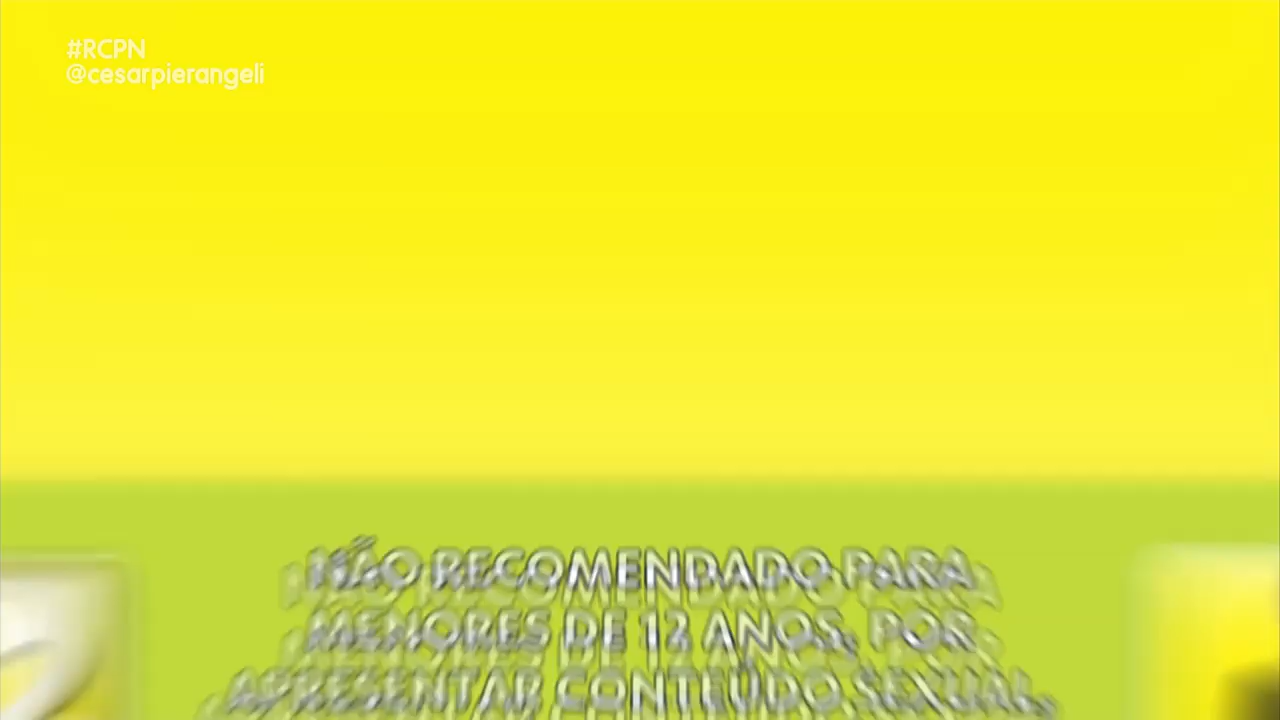 #RCPN
@cesarpierangeli
NÃO RECOMENDADO PARA
MENORES DE 12 ANOS, POR
APRESENTAR CONTEÚDO SEXUAL,